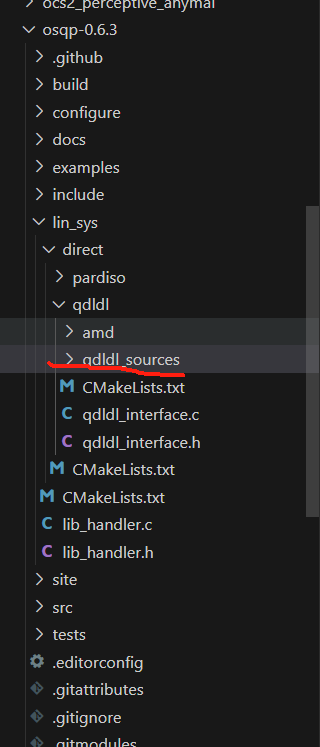 ocs2_perceptive_anymal
osqp-0.6.3
.github
build
configure
docs
examples
include
lin_sys
direct
pardiso
qdldl
amd
qdldl_sources
M CMakeLists.txt
C qdldl_interface.c
C qdldl_interface.h
M CMakeLists.txt
M CMakeLists.txt
C lib_handler.c
C lib_handler.h
site
src
tests
.editorconfig
.gitattributes
.gitignore
.gitmodules